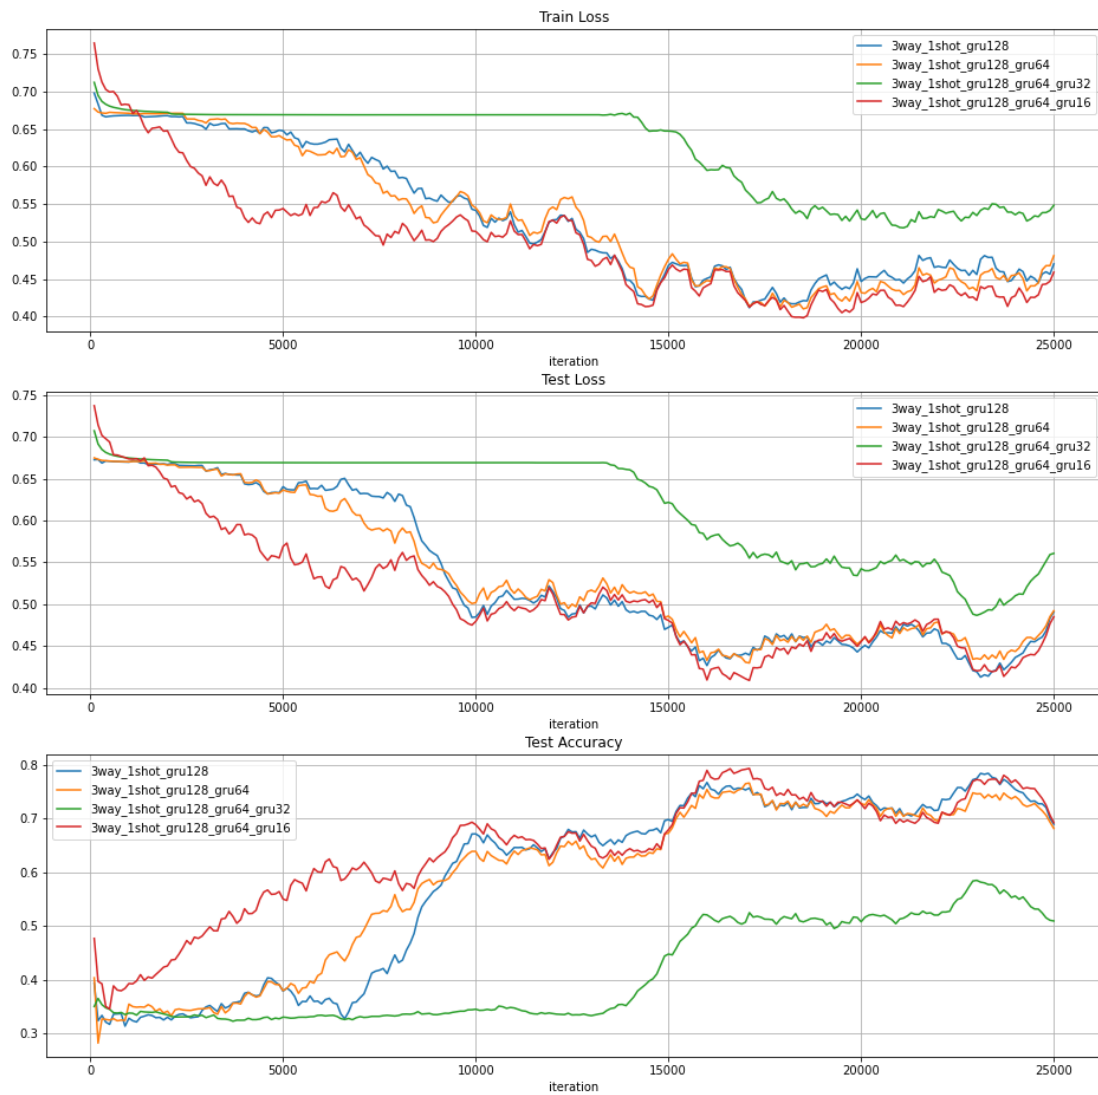 Train Loss
0.75
0.70
0.65
0.60
0.55
0.50
0.45
0.40
3way_1shot_gru128
3way_1shot_gru128_gru64
3way_1shot_gru128_gru64_gru32
3way_1shot_gru128_gru64_gru16
0 5000 10000 15000 20000 25000
iteration
Test Loss
0.75
0.70
0.65
0.60
0.55
0.50
0.45
0.40
3way_1shot_gru128
3way_1shot_gru128_gru64
3way_1shot_gru128_gru64_gru32
3way_1shot_gru128_gru64_gru16
0 5000 10000 15000 20000 25000
iteration
Test Accuracy
0.8
0.7
0.6
0.5
0.4
0.3
3way_1shot_gru128
3way_1shot_gru128_gru64
3way_1shot_gru128_gru64_gru32
3way_1shot_gru128_gru64_gru16
0 5000 10000 15000 20000 25000
iteration